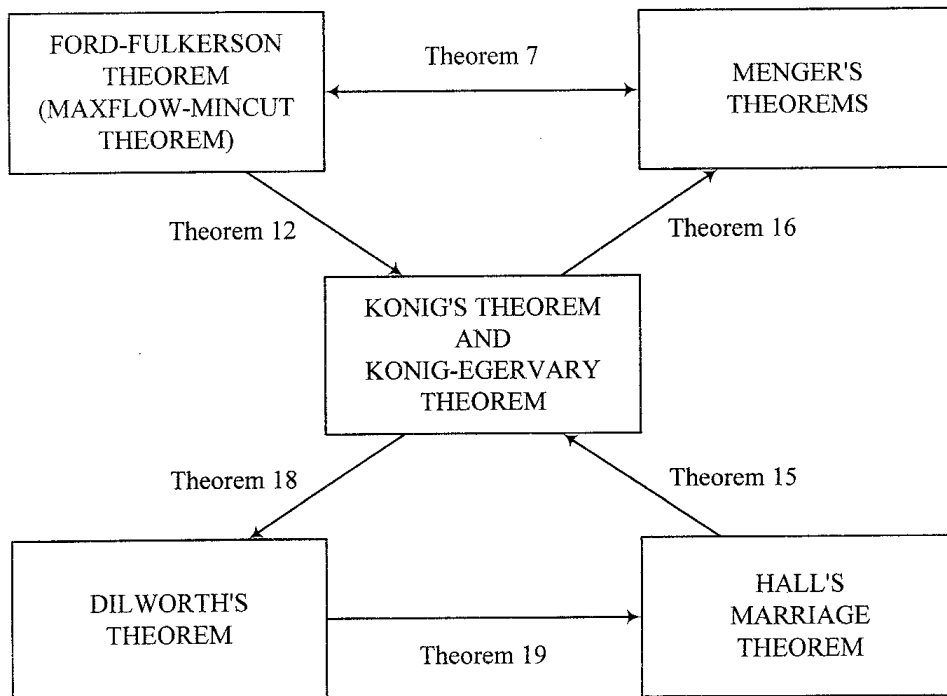 FORD-FULKERSON
THEOREM
(MAXFLOW-MINCUT
THEOREM)
Theorem 7
MENGER'S
THEOREMS
Theorem 12
Theorem 16
KONIG'S THEOREM
AND
KONIG-EGERVARY
THEOREM
Theorem 18
Theorem 15
DILWORTH'S
THEOREM
Theorem 19
HALL'S
MARRIAGE
THEOREM